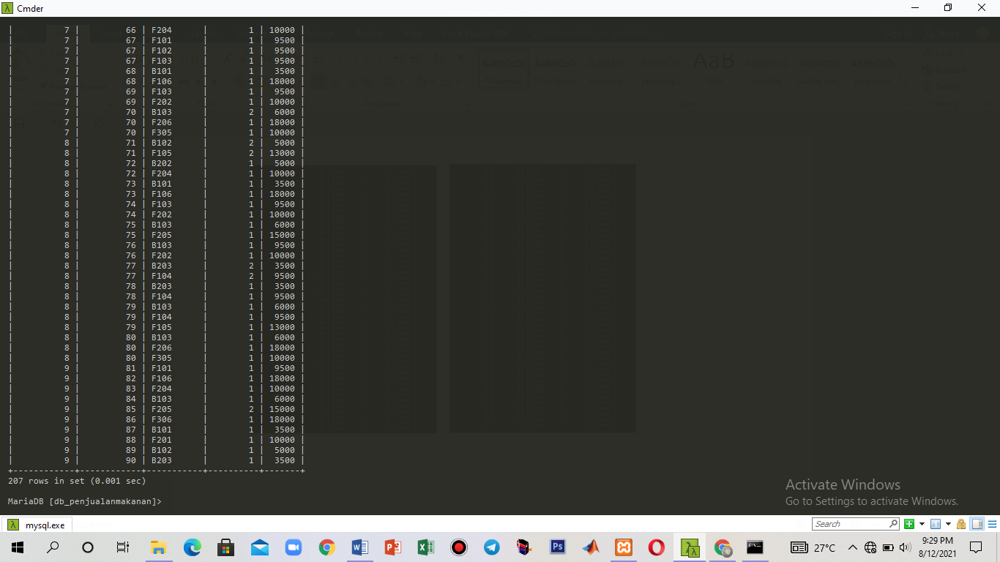 Cmder
| 7 | 66 | F204 | 1 | 10000 |
| 7 | 67 | F101 | 1 | 9500 |
| 7 | 67 | F102 | 1 | 9500 |
| 7 | 67 | F103 | 1 | 9500 |
| 7 | 68 | B101 | 1 | 3500 |
| 7 | 68 | F106 | 1 | 18000 |
| 7 | 69 | F103 | 1 | 9500 |
| 7 | 69 | F202 | 1 | 10000 |
| 7 | 70 | B103 | 2 | 6000 |
| 7 | 70 | F206 | 1 | 18000 |
| 7 | 70 | F305 | 1 | 10000 |
| 8 | 71 | B102 | 2 | 5000 |
| 8 | 71 | F105 | 2 | 13000 |
| 8 | 72 | B202 | 1 | 5000 |
| 8 | 72 | F204 | 1 | 10000 |
| 8 | 73 | B101 | 1 | 3500 |
| 8 | 73 | F106 | 1 | 18000 |
| 8 | 74 | F103 | 1 | 9500 |
| 8 | 74 | F202 | 1 | 10000 |
| 8 | 75 | B103 | 1 | 6000 |
| 8 | 75 | F205 | 1 | 15000 |
| 8 | 76 | B103 | 1 | 9500 |
| 8 | 76 | F202 | 1 | 10000 |
| 8 | 77 | B203 | 2 | 3500 |
| 8 | 77 | F104 | 2 | 9500 |
| 8 | 78 | B203 | 1 | 3500 |
| 8 | 78 | F104 | 1 | 9500 |
| 8 | 79 | B103 | 1 | 6000 |
| 8 | 79 | F104 | 1 | 9500 |
| 8 | 79 | F105 | 1 | 13000 |
| 8 | 80 | B103 | 1 | 6000 |
| 8 | 80 | F206 | 1 | 18000 |
| 8 | 80 | F305 | 1 | 10000 |
| 9 | 81 | F101 | 1 | 9500 |
| 9 | 82 | F106 | 1 | 18000 |
| 9 | 83 | F204 | 1 | 10000 |
| 9 | 84 | B103 | 1 | 6000 |
| 9 | 85 | F205 | 2 | 15000 |
| 9 | 86 | F306 | 1 | 18000 |
| 9 | 87 | B101 | 1 | 3500 |
| 9 | 88 | F201 | 1 | 10000 |
| 9 | 89 | B102 | 1 | 5000 |
| 9 | 90 | B203 | 1 | 3500 |
+------------+------------+-----------+----------+-------+
207 rows in set (0.001 sec)
MariaDB [db_penjualanmakanan]>
Activate Windows
Go to Settings to activate Windows.
mysql.exe
Search
27°C
9:29 PM
8/12/2021